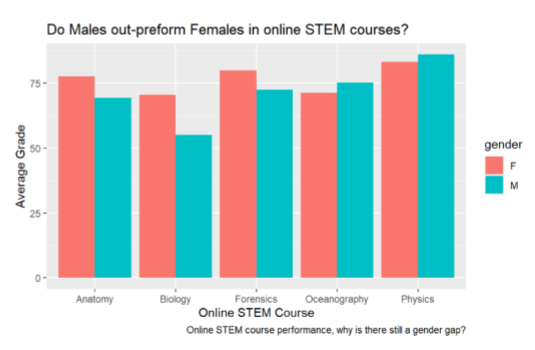 Do Males out-preform Females in online STEM courses?
Average Grade
75
50
25
0
Anatomy Biology Forensics Oceanography Physics
Online STEM Course
Online STEM course performance, why is there still a gender gap?
gender
F
M